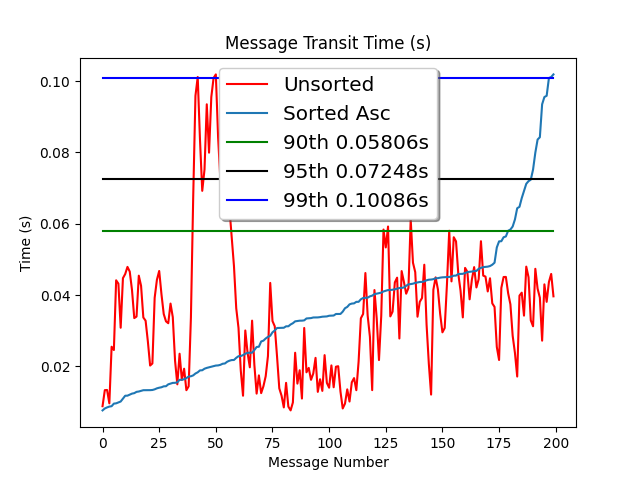 Message Transit Time (s)
Unsorted
Sorted Asc
90th 0.05806s
95th 0.07248s
99th 0.10086s
Time (s)
0.10
0.08
0.06
0.04
0.02
0 25 50 75 100 125 150 175 200
Message Number